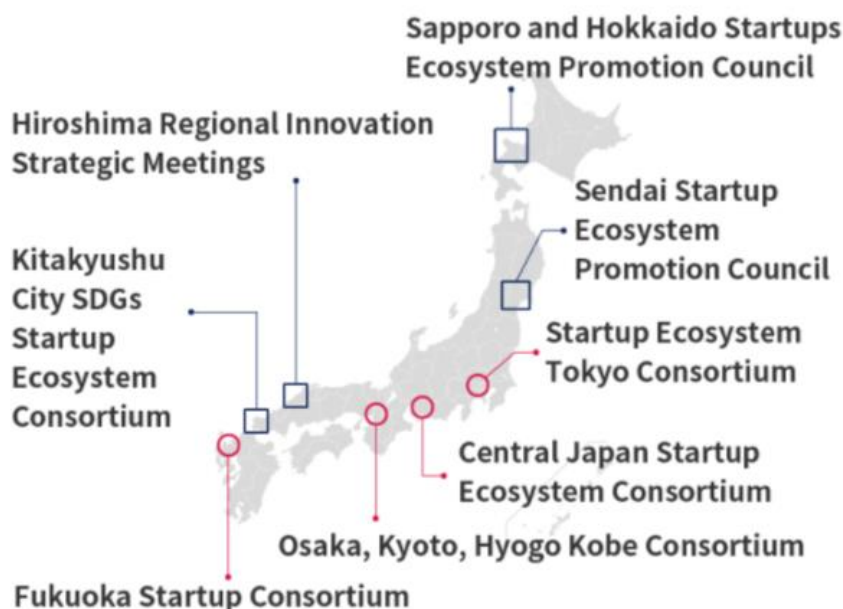 Sapporo and Hokkaido Startups
Ecosystem Promotion Council
Hiroshima Regional Innovation
Strategic Meetings
Sendai Startup
Ecosystem
Promotion Council
Kitakyushu
City SDGs
Startup
Ecosystem
Consortium
Startup Ecosystem
Tokyo Consortium
Central Japan Startup
Ecosystem Consortium
Osaka, Kyoto, Hyogo Kobe Consortium
Fukuoka Startup Consortium